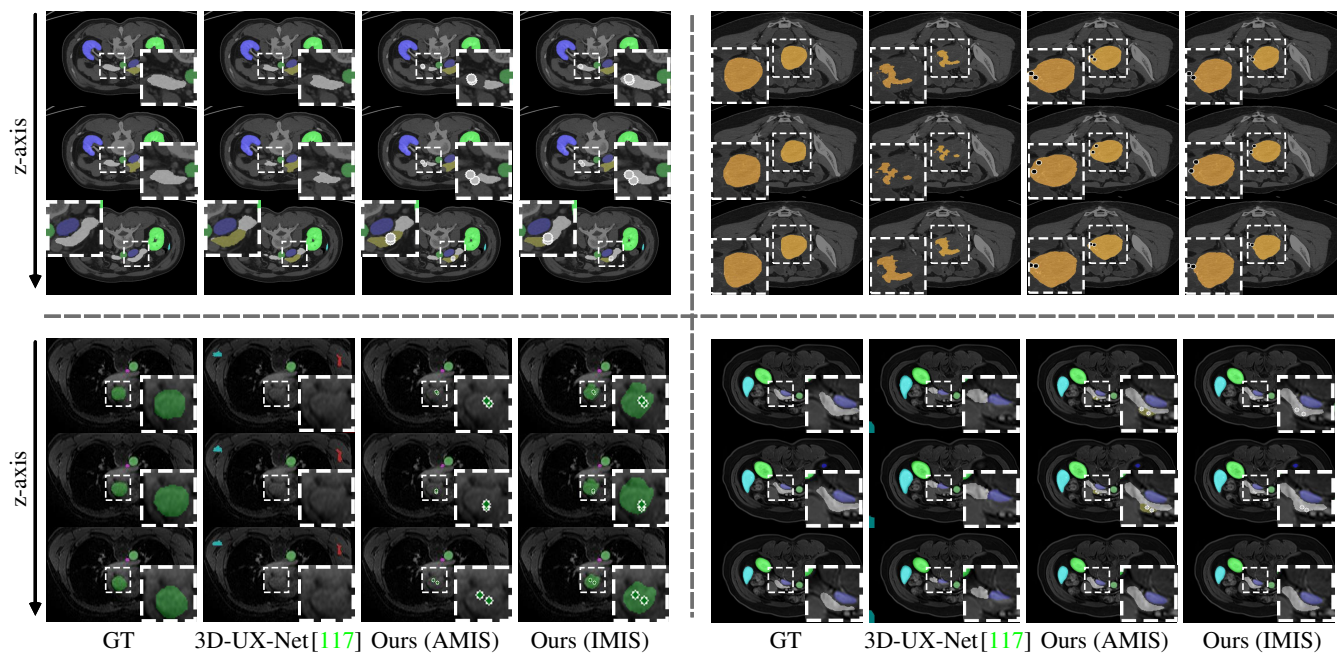 z-axis
z-axis
GT 3D-UX-Net[117] Ours (AMIS) Ours (IMIS) GT 3D-UX-Net[117] Ours (AMIS) Ours (IMIS)